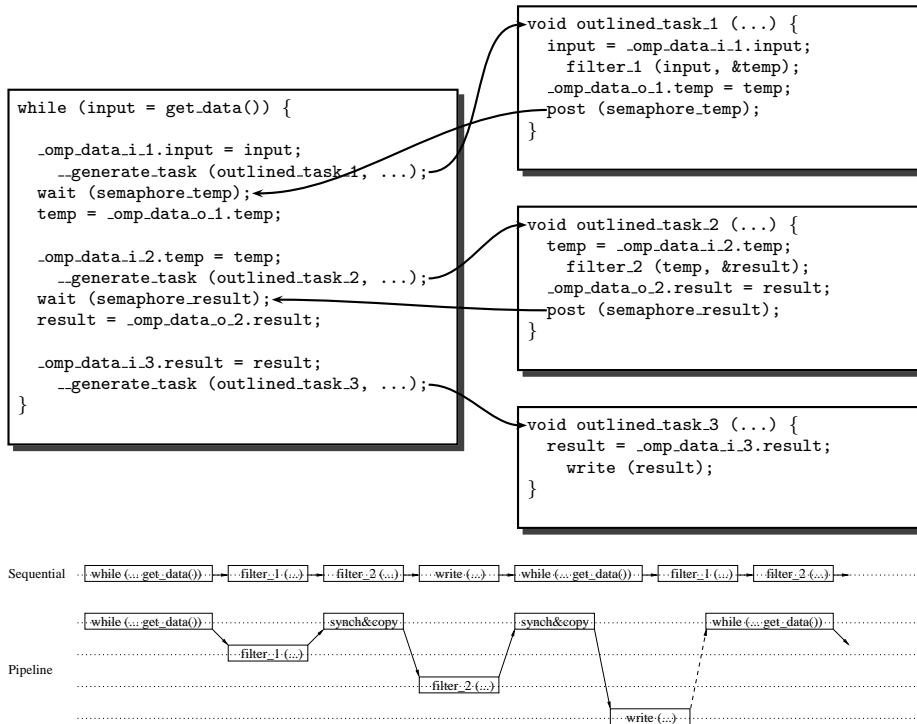 while (input = get_data()) {
_omp_data_i_1.input = input;
__generate_task (outlined_task_1, ...);
wait (semaphore_temp);
temp = _omp_data_o_1.temp;
_omp_data_i_2.temp = temp;
__generate_task (outlined_task_2, ...);
wait (semaphore_result);
result = _omp_data_o_2.result;
_omp_data_i_3.result = result;
__generate_task (outlined_task_3, ...);
}
void outlined_task_1 (...) {
input = _omp_data_i_1.input;
filter_1 (input, &temp);
_omp_data_o_1.temp = temp;
post (semaphore_temp);
}
void outlined_task_2 (...) {
temp = _omp_data_i_2.temp;
filter_2 (temp, &result);
_omp_data_o_2.result = result;
post (semaphore_result);
}
void outlined_task_3 (...) {
result = _omp_data_i_3.result;
write (result);
}
Sequential while (... get_data()) filter_1 (...) filter_2 (...) write (...) while (... get_data()) filter_1 (...) filter_2 (...)
while (... get_data()) synch&copy synch&copy while (... get_data())
filter_1 (...)
Pipeline
filter_2 (...)
write (...)